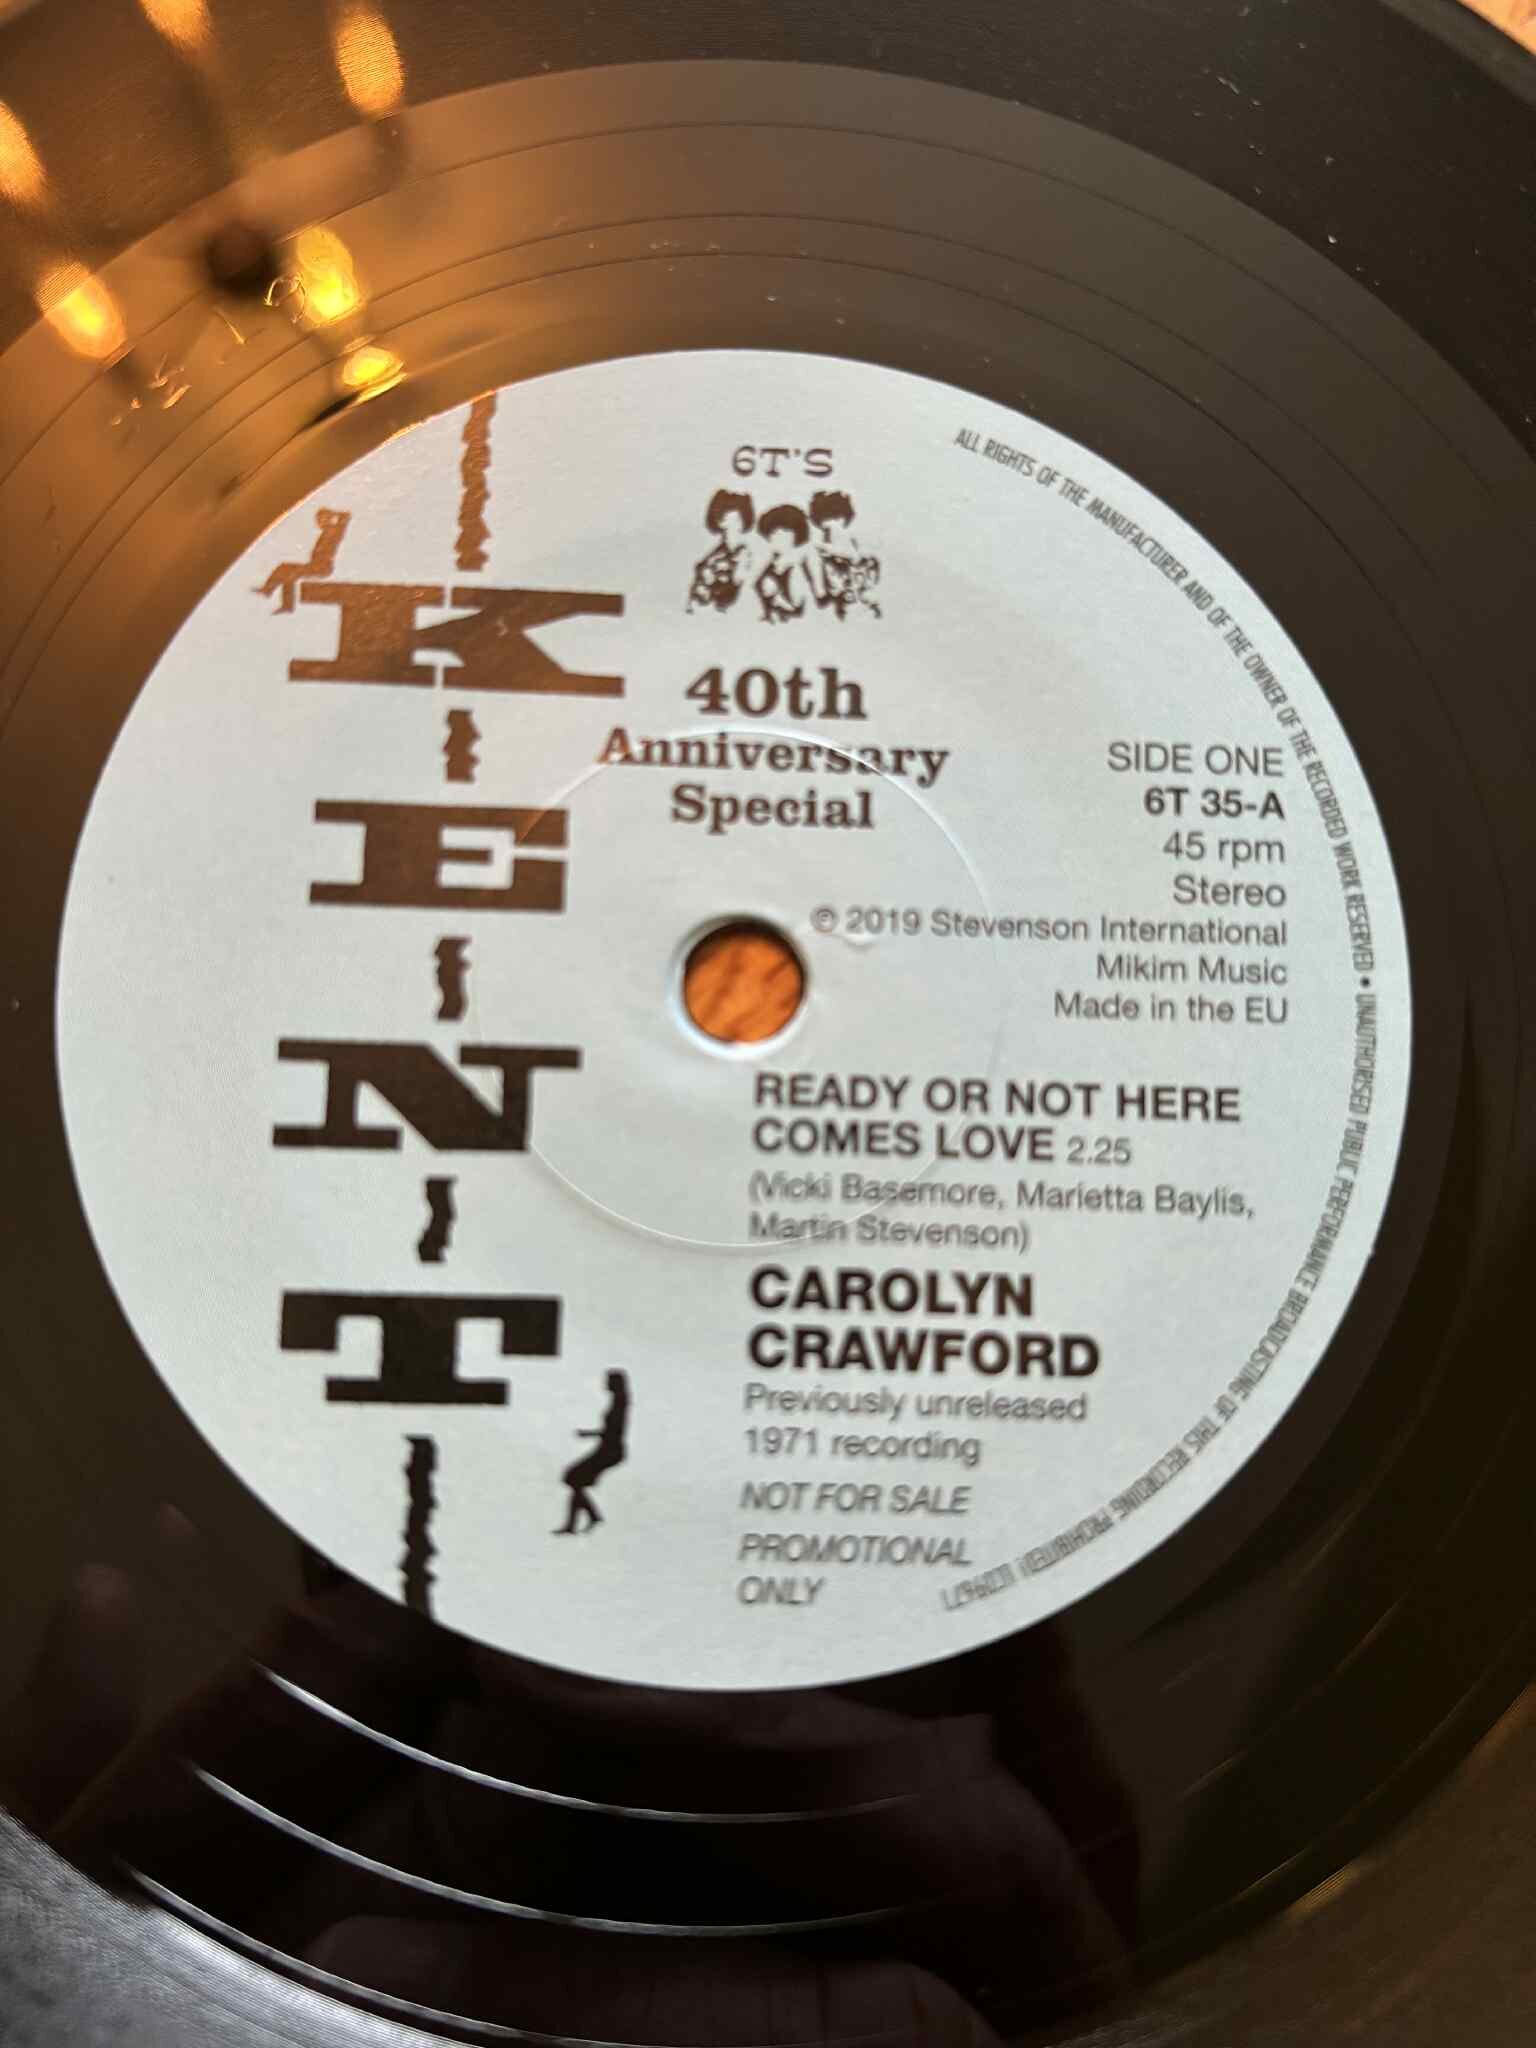 6T'S
40th
Anniversary
Special
K-E-N-T
SIDE ONE
6T 35-A
45 rpm
Stereo
℗ 2019 Stevenson International
Mikim Music
Made in the EU
READY OR NOT HERE
COMES LOVE 2.25
(Vicki Basemore, Marietta Baylis,
Martin Stevenson)
CAROLYN
CRAWFORD
Previously unreleased
1971 recording
NOT FOR SALE
PROMOTIONAL
ONLY
ALL RIGHTS OF THE MANUFACTURER AND OF THE OWNER OF THE RECORDED WORK RESERVED • UNAUTHORISED PUBLIC PERFORMANCE BROADCASTING OF THIS RECORDING PROHIBITED